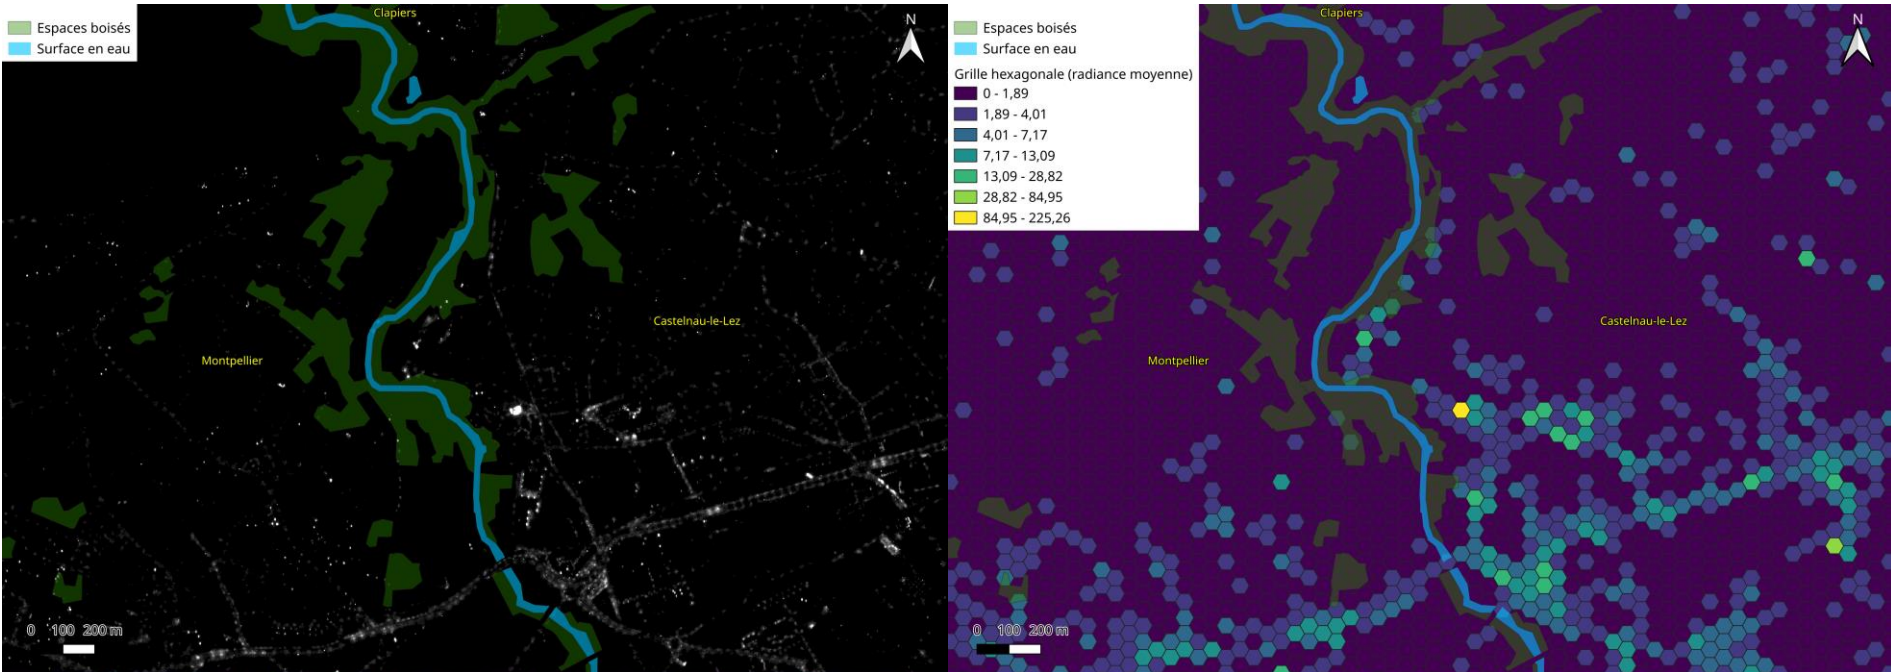 Espaces boisés
Surface en eau
Clapiers
N
Montpellier
Castelnau-le-Lez
0 100 200 m
Espaces boisés
Surface en eau
Grille hexagonale (radiance moyenne)
0 - 1,89
1,89 - 4,01
4,01 - 7,17
7,17 - 13,09
13,09 - 28,82
28,82 - 84,95
84,95 - 225,26
Clapiers
N
Castelnau-le-Lez
Montpellier
0 100 200 m